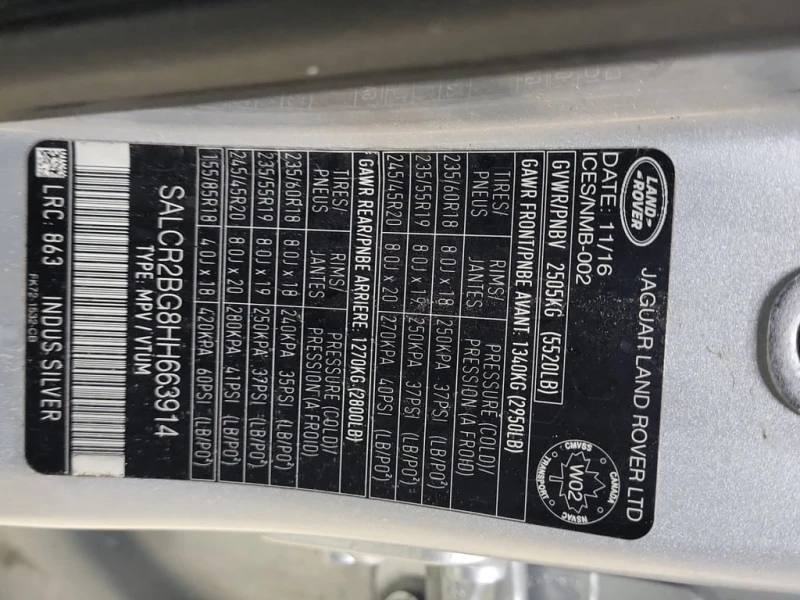 LAND
ROVER
JAGUAR LAND ROVER LTD
DATE: 11/16
ICES/NMB-002
CMVSS
CANADA
W02
TRANSPORT
NSVAC
GVWR/PNBV 2505KG (5520LB)
GAWR FRONT/PNBE AVANT: 1340KG (2950LB)
TIRES/ RIMS/ PRESSURE (COLD)/
PNEUS JANTES PRESSION(A FROID)
235/60R18 8.0J x 18 250KPA 37PSI (LB/PO²)
235/55R19 8.0J x 19 250KPA 37PSI (LB/PO²)
245/45R20 8.0J x 20 270KPA 40PSI (LB/PO²)
GAWR REAR/PNBE ARRIERE: 1270KG (2800LB)
TIRES/ RIMS/ PRESSURE (COLD)/
PNEUS JANTES PRESSION(A FROID)
235/60R18 8.0J x 18 240KPA 35PSI (LB/PO²)
235/55R19 8.0J x 19 250KPA 37PSI (LB/PO²)
245/45R20 8.0J x 20 280KPA 41PSI (LB/PO²)
155/85R18 4.0J x 18 420KPA 60PSI (LB/PO²)
TYPE: MPV/VTUM
SALCR2BG8HH663914
LRC: 863 INDUS SILVER
FK72-1532-CB